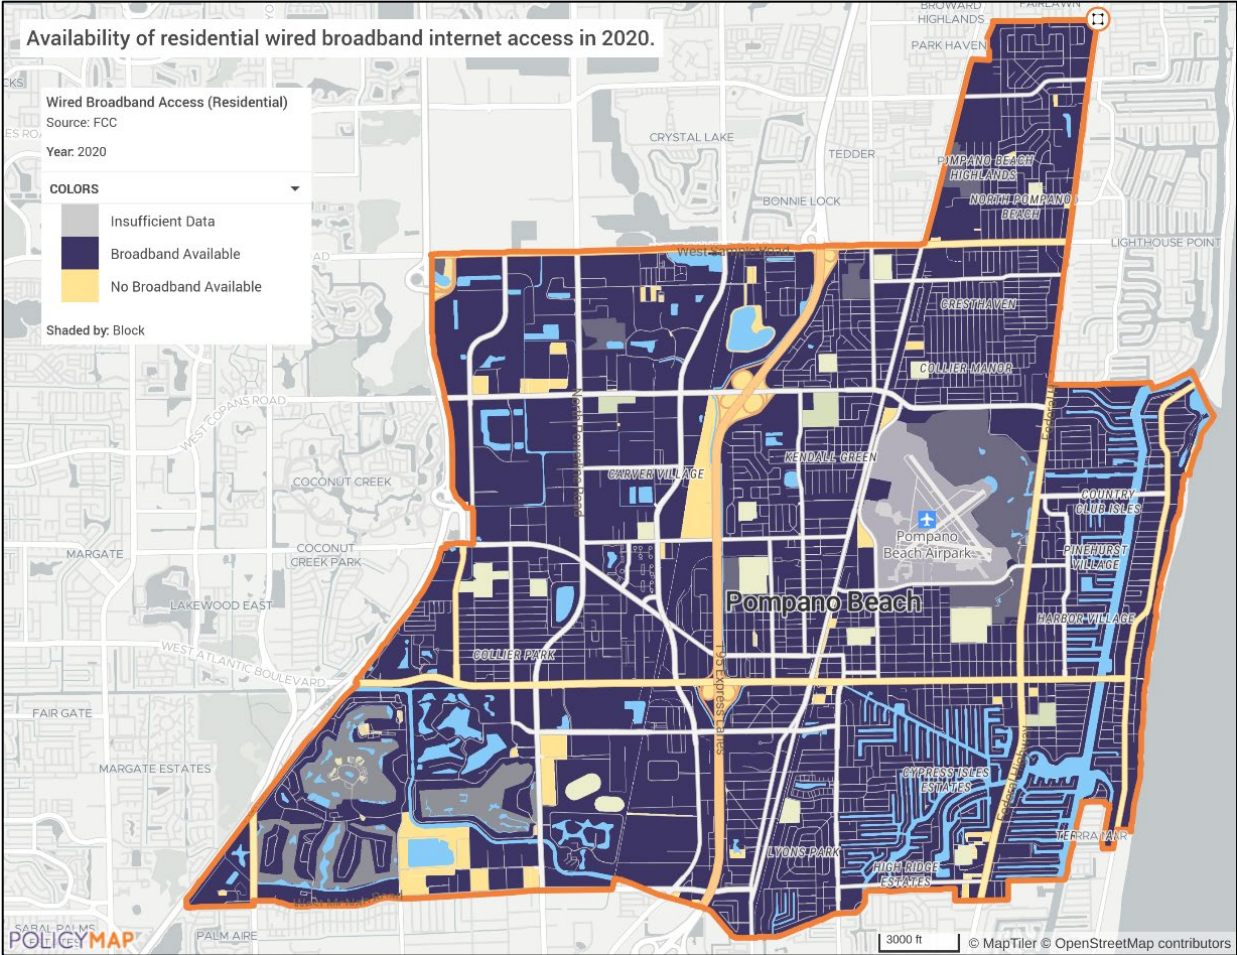 Availability of residential wired broadband internet access in 2020.
Wired Broadband Access (Residential)
Source: FCC
Year: 2020
COLORS
Insufficient Data
Broadband Available
No Broadband Available
Shaded by: Block
BROWARD
HIGHLANDS
FAIRLAWN
PARK HAVEN
CRYSTAL LAKE
TEDDER
POMPANO BEACH
HIGHLANDS
NORTH POMPANO
BEACH
BONNIE LOCK
LIGHTHOUSE POINT
West Sample Road
CRESTHAVEN
COLLIER MANOR
WEST COPANS ROAD
COCONUT CREEK
CARVER VILLAGE
KENDALL GREEN
COUNTRY
CLUB ISLES
Pompano
Beach Airpark
MARGATE
COCONUT
CREEK PARK
PINEHURST
VILLAGE
LAKEWOOD EAST
Pompano Beach
HARBOR VILLAGE
WEST ATLANTIC BOULEVARD
COLLIER PARK
I 95 Express Lanes
FAIR GATE
MARGATE ESTATES
CYPRESS ISLES
ESTATES
Federal Highway
TERRA MAR
LYONS PARK
HIGH RIDGE
ESTATES
SABAL PALMS
PALM AIRE
POLICYMAP
3000 ft
© MapTiler © OpenStreetMap contributors